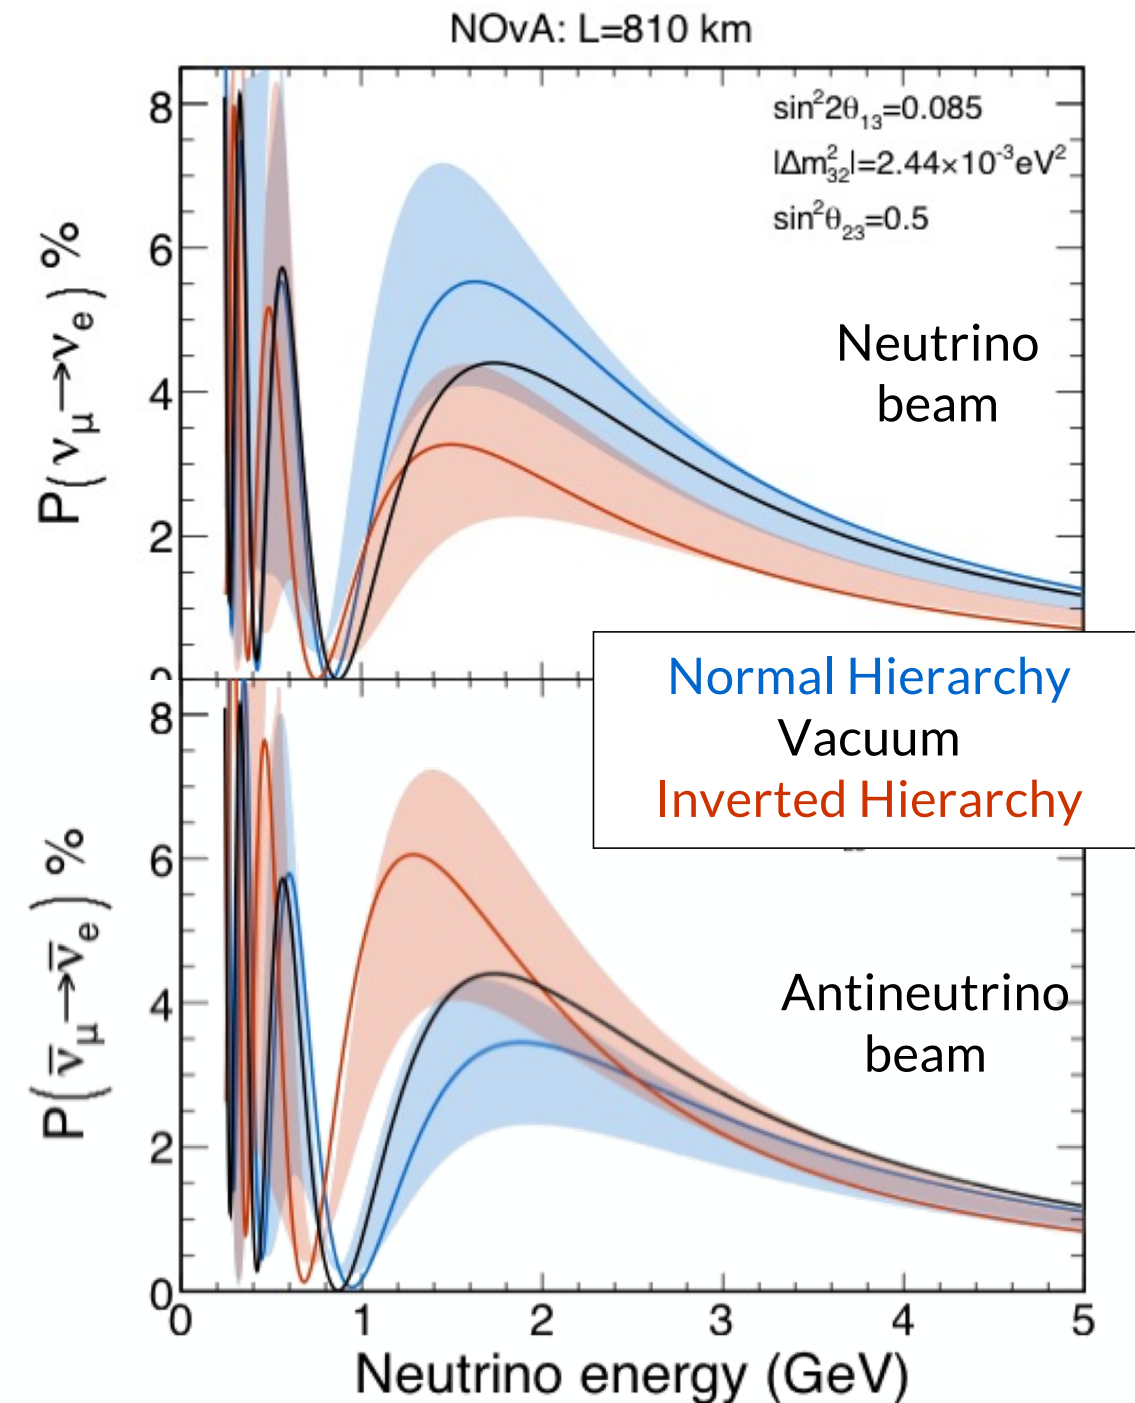 NOvA: L=810 km
sin²2θ₁₃=0.085
|Δm²₃₂|=2.44×10⁻³eV²
sin²θ₂₃=0.5
8
6
4
2
0
P(νμ→νe) %
Neutrino
beam
Normal Hierarchy
Vacuum
Inverted Hierarchy
8
6
4
2
0
P(ν̄μ→ν̄e) %
Antineutrino
beam
0 1 2 3 4 5
Neutrino energy (GeV)